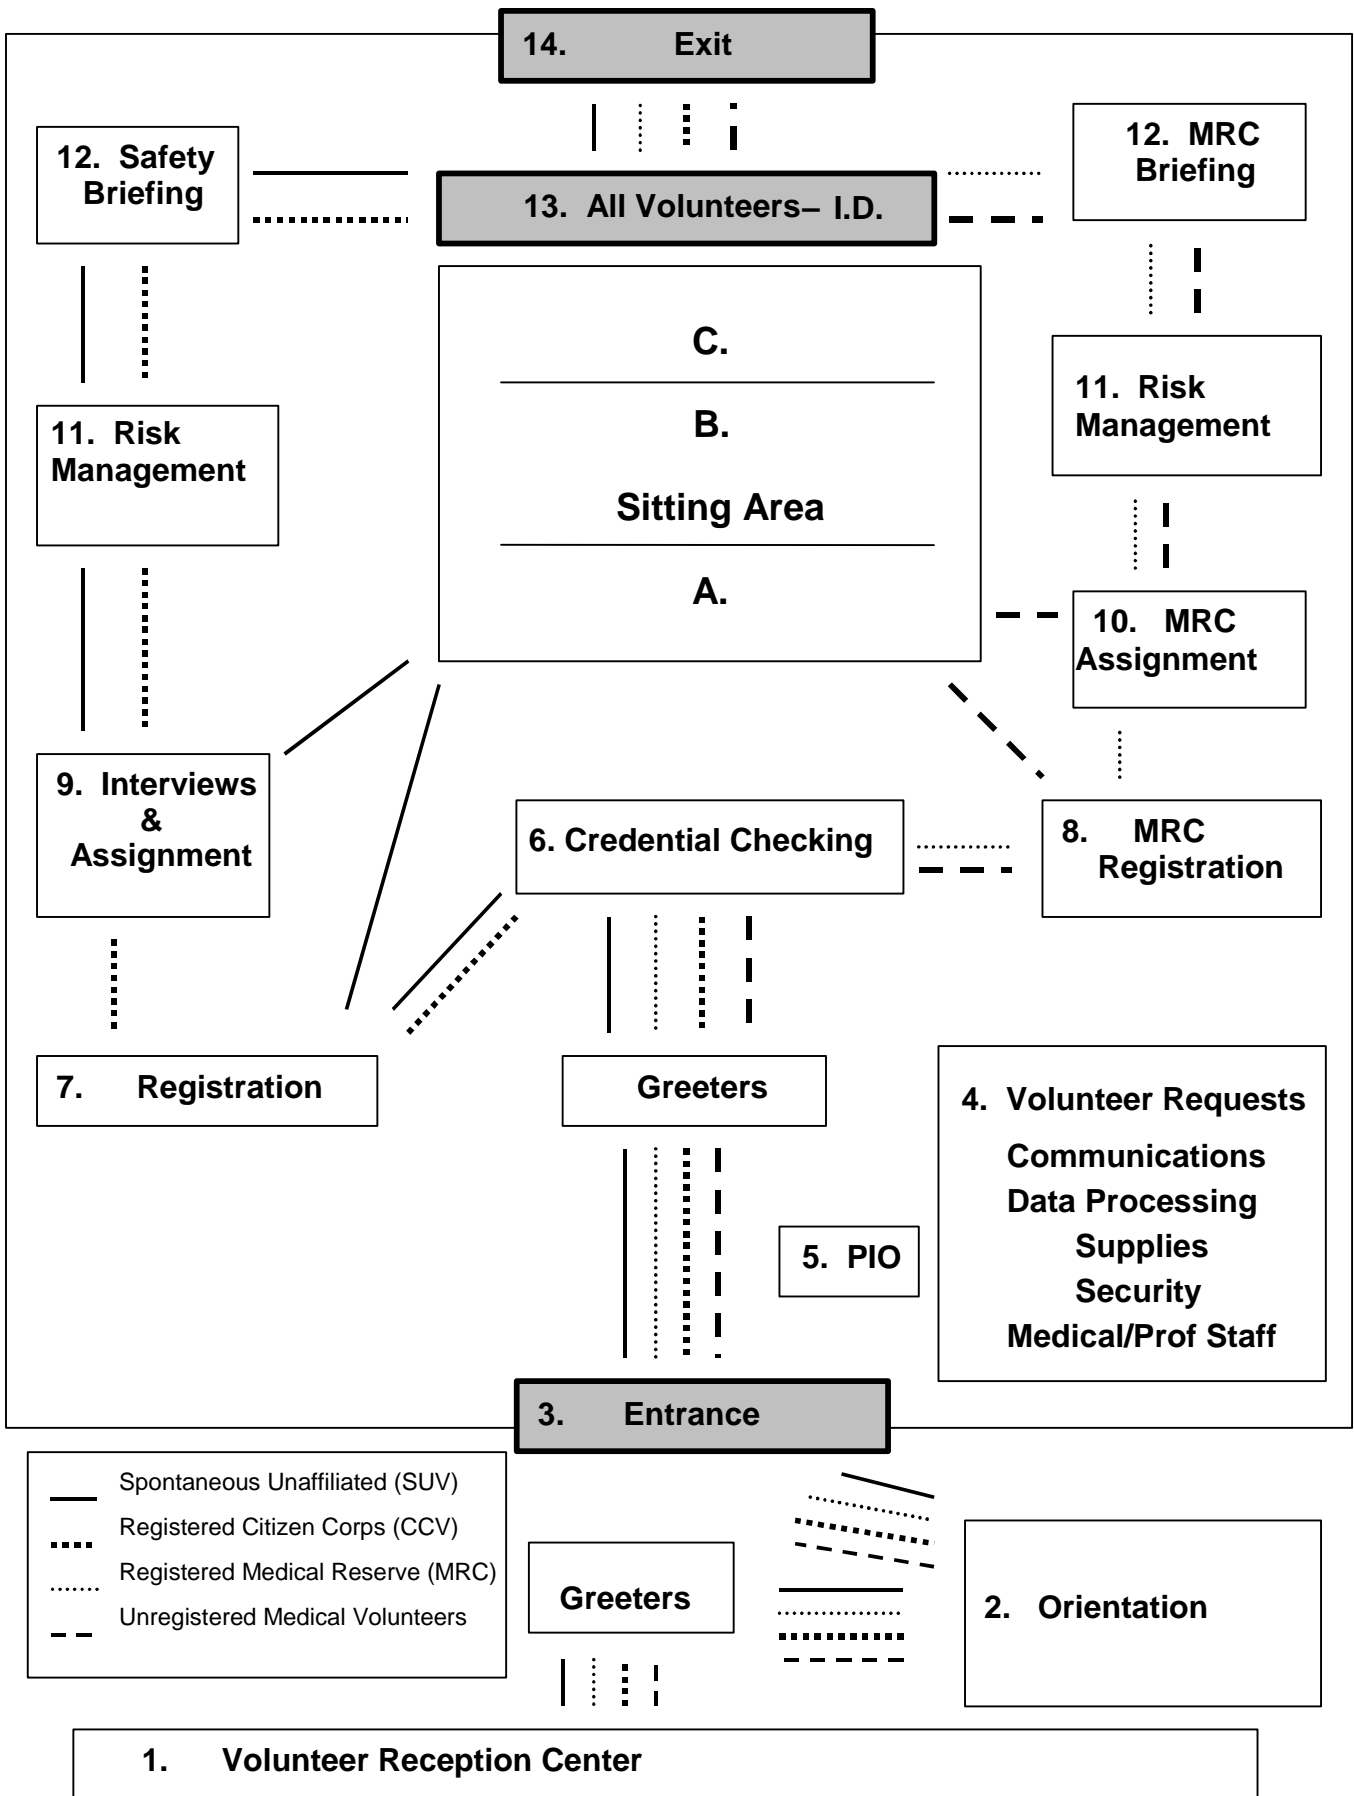 14. Exit
12. Safety
Briefing
12. MRC
Briefing
13. All Volunteers– I.D.
C.
B.
Sitting Area
A.
11. Risk
Management
11. Risk
Management
10. MRC
Assignment
9. Interviews
&
Assignment
6. Credential Checking
8. MRC
Registration
7. Registration
Greeters
4. Volunteer Requests
Communications
Data Processing
Supplies
Security
Medical/Prof Staff
5. PIO
3. Entrance
Spontaneous Unaffiliated (SUV)
Registered Citizen Corps (CCV)
Registered Medical Reserve (MRC)
Unregistered Medical Volunteers
Greeters
2. Orientation
1. Volunteer Reception Center